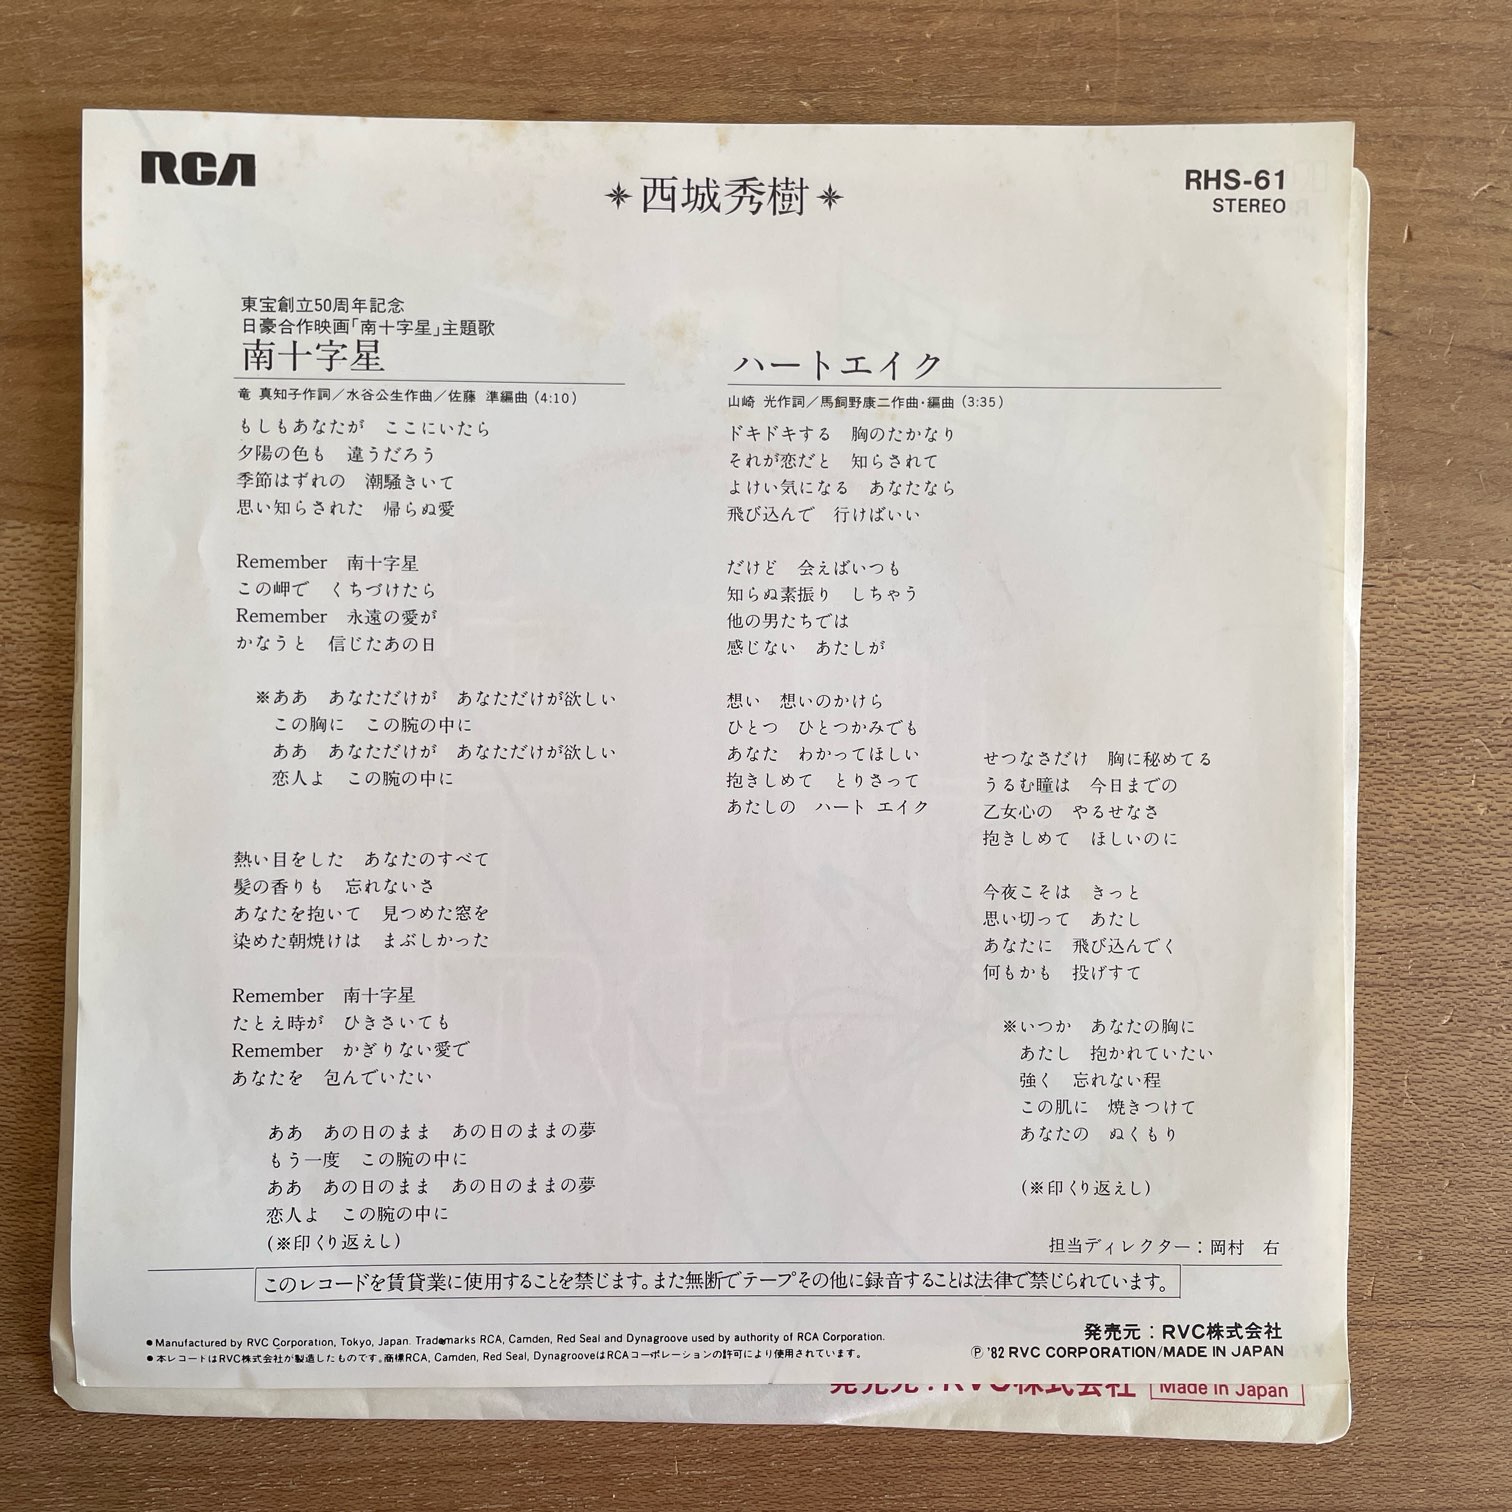 RCA
西城秀樹
RHS-61
STEREO
東宝創立50周年記念
日豪合作映画「南十字星」主題歌
南十字星
竜 真知子作詞／水谷公生作曲／佐藤 準編曲 (4:10)
もしもあなたが　ここにいたら
夕陽の色も　違うだろう
季節はずれの　潮騒きいて
思い知らされた　帰らぬ愛
Remember　南十字星
この岬で　くちづけたら
Remember　永遠の愛が
かなうと　信じたあの日
※ああ　あなただけが　あなただけが欲しい
この胸に　この腕の中に
ああ　あなただけが　あなただけが欲しい
恋人よ　この腕の中に
熱い目をした　あなたのすべて
髪の香りも　忘れないさ
あなたを抱いて　見つめた窓を
染めた朝焼けは　まぶしかった
Remember　南十字星
たとえ時が　ひきさいても
Remember　かぎりない愛で
あなたを　包んでいたい
ああ　あの日のまま　あの日のままの夢
もう一度　この腕の中に
ああ　あの日のまま　あの日のままの夢
恋人よ　この腕の中に
(※印くり返えし)
ハートエイク
山崎 光作詞／馬飼野康二作曲・編曲 (3:35)
ドキドキする　胸のたかなり
それが恋だと　知らされて
よけい気になる　あなたなら
飛び込んで　行けばいい
だけど　会えばいつも
知らぬ素振り　しちゃう
他の男たちでは
感じない　あたしが
想い　想いのかけら
ひとつ　ひとつかみでも
あなた　わかってほしい
抱きしめて　とりさって
あたしの　ハート エイク
せつなさだけ　胸に秘めてる
うるむ瞳は　今日までの
乙女心の　やるせなさ
抱きしめて　ほしいのに
今夜こそは　きっと
思い切って　あたし
あなたに　飛び込んでく
何もかも　投げすて
※いつか　あなたの胸に
あたし　抱かれていたい
強く　忘れない程
この肌に　焼きつけて
あなたの　ぬくもり
(※印くり返えし)
担当ディレクター：岡村　右
このレコードを賃貸業に使用することを禁じます。また無断でテープその他に録音することは法律で禁じられています。
●Manufactured by RVC Corporation, Tokyo, Japan. Trademarks RCA, Camden, Red Seal and Dynagroove used by authority of RCA Corporation.
●本レコードはRVC株式会社が製造したものです。商標RCA, Camden, Red Seal, DynagrooveはRCAコーポレーションの許可により使用されています。
発売元：RVC株式会社
Ⓟ'82 RVC CORPORATION/MADE IN JAPAN
発売元：RVC株式会社
Made in Japan